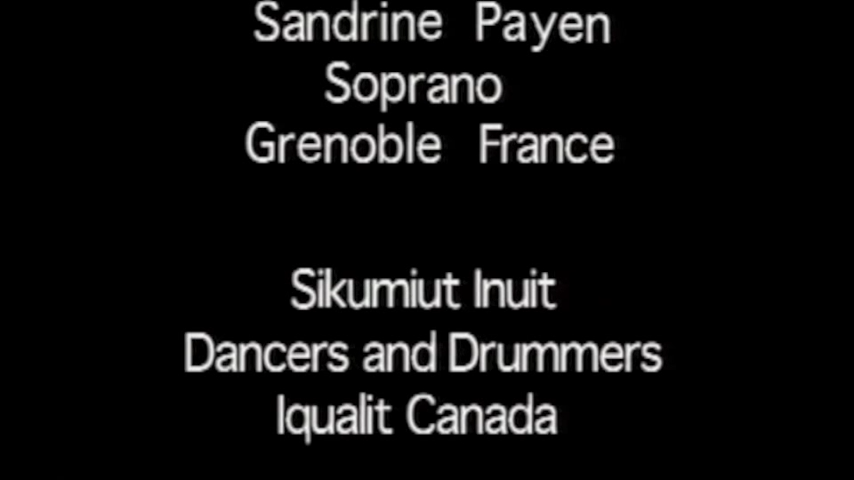 Sandrine Payen
Soprano
Grenoble France
Sikumiut Inuit
Dancers and Drummers
Iqualit Canada